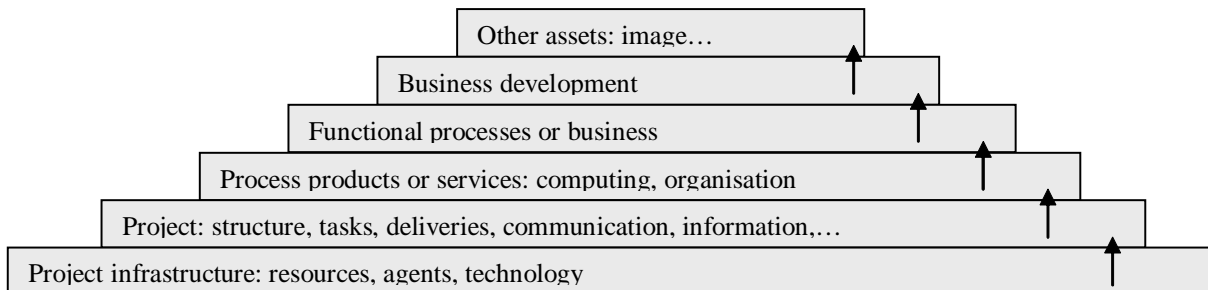 Other assets: image…
Business development
Functional processes or business
Process products or services: computing, organisation
Project: structure, tasks, deliveries, communication, information,…
Project infrastructure: resources, agents, technology